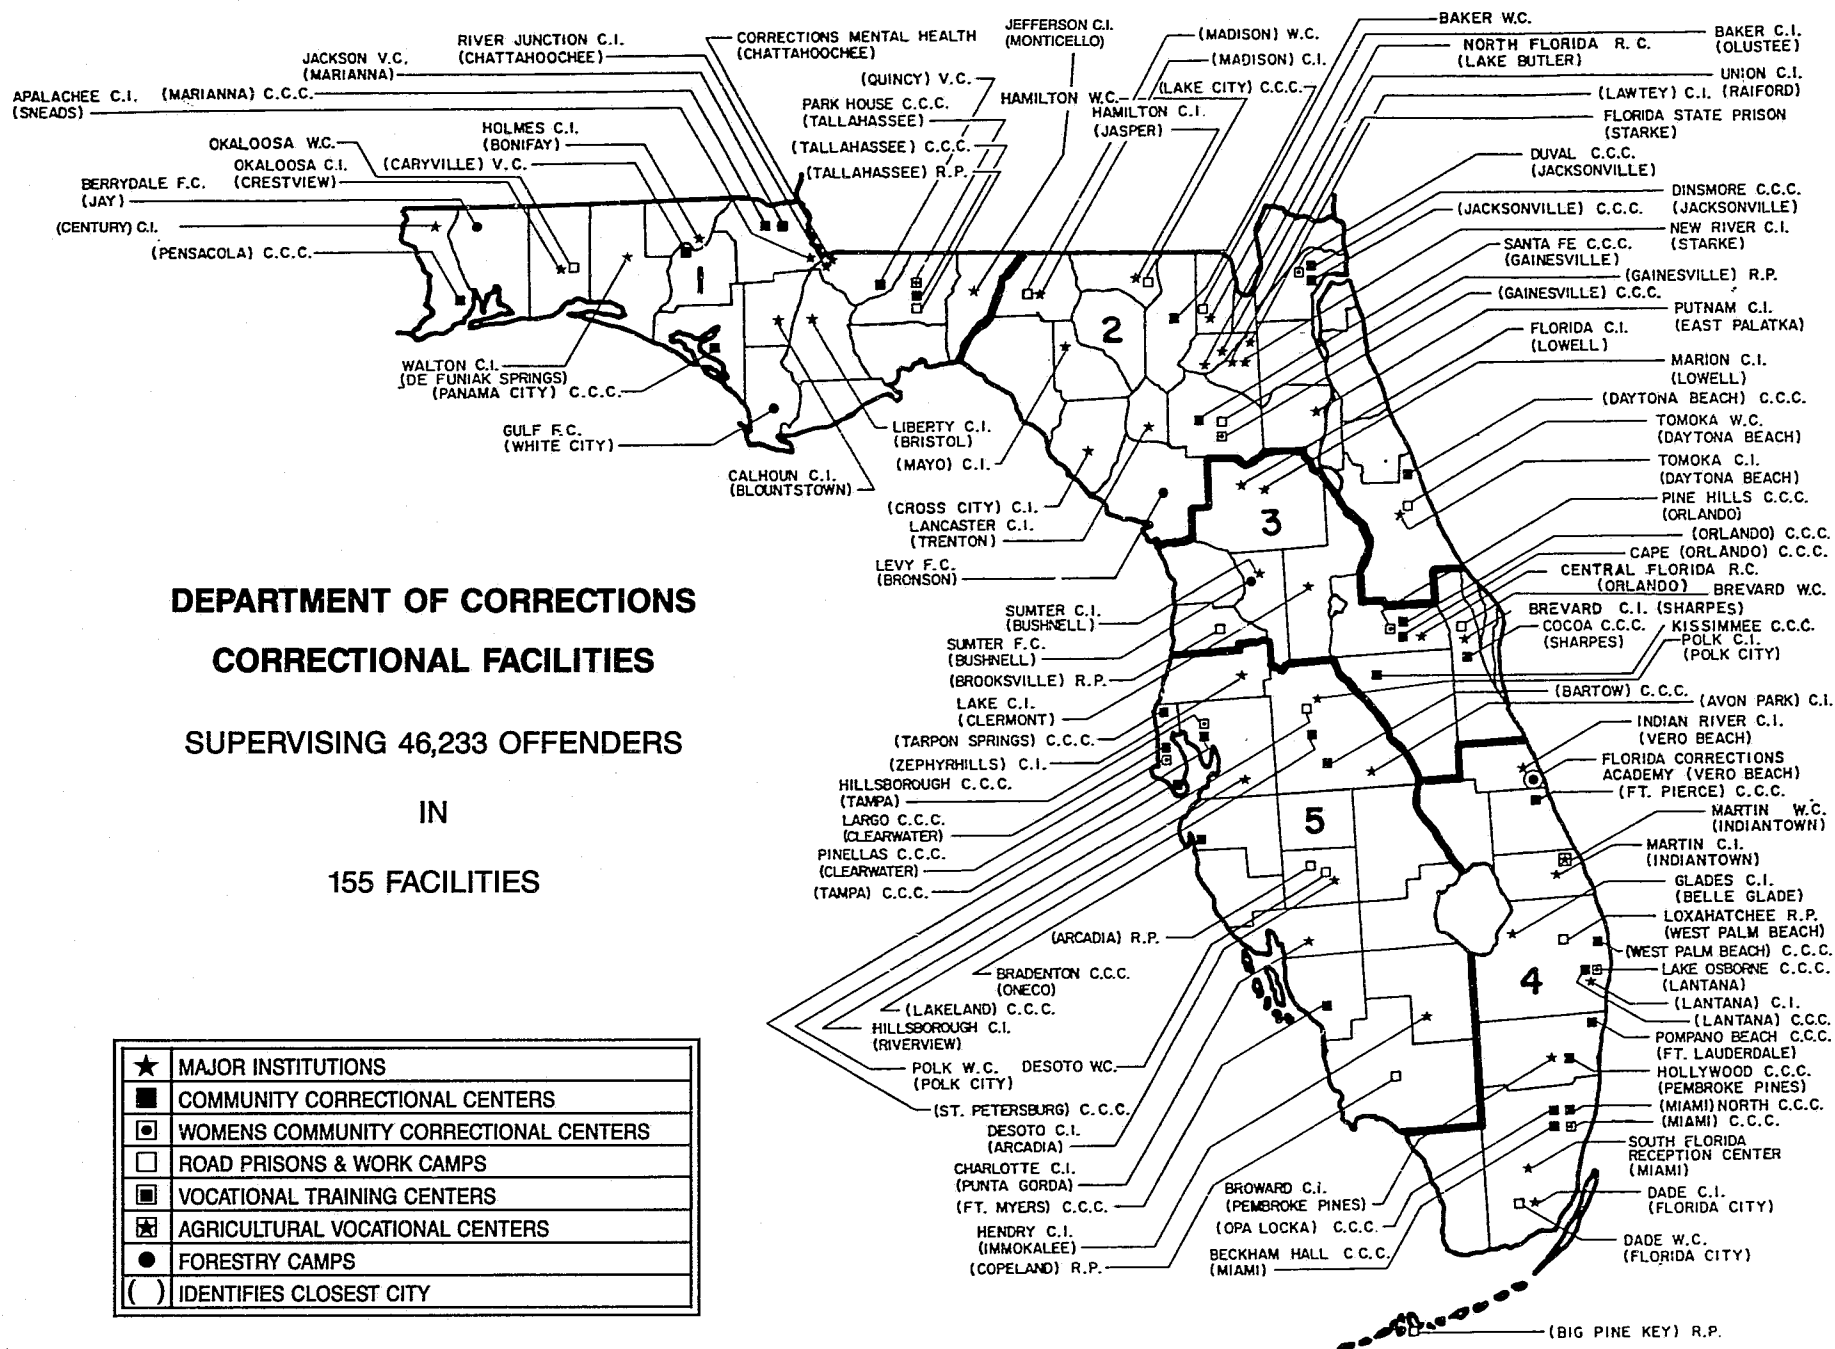 JEFFERSON C.I.
(MONTICELLO)
BAKER W.C.
(MADISON) W.C.
BAKER C.I.
(OLUSTEE)
RIVER JUNCTION C.I.
(CHATTAHOOCHEE)
CORRECTIONS MENTAL HEALTH
(CHATTAHOOCHEE)
NORTH FLORIDA R. C.
(LAKE BUTLER)
JACKSON V.C.
(MARIANNA)
(MADISON) C.I.
UNION C.I.
(RAIFORD)
(QUINCY) V.C.
(LAKE CITY) C.C.C.
(LAWTEY) C.I.
APALACHEE C.I.
(SNEADS)
(MARIANNA) C.C.C.
PARK HOUSE C.C.C.
(TALLAHASSEE)
HAMILTON W.C.
HAMILTON C.I.
(JASPER)
FLORIDA STATE PRISON
(STARKE)
HOLMES C.I.
(BONIFAY)
OKALOOSA W.C.
(TALLAHASSEE) C.C.C.
DUVAL C.C.C.
(JACKSONVILLE)
OKALOOSA C.I.
(CRESTVIEW)
(CARYVILLE) V.C.
(TALLAHASSEE) R.P.
BERRYDALE F.C.
(JAY)
DINSMORE C.C.C.
(JACKSONVILLE)
(JACKSONVILLE) C.C.C.
(CENTURY) C.I.
NEW RIVER C.I.
(STARKE)
(PENSACOLA) C.C.C.
SANTA FE C.C.C.
(GAINESVILLE)
1
(GAINESVILLE) R.P.
(GAINESVILLE) C.C.C.
2
PUTNAM C.I.
(EAST PALATKA)
FLORIDA C.I.
(LOWELL)
WALTON C.I.
(DE FUNIAK SPRINGS)
MARION C.I.
(LOWELL)
(PANAMA CITY) C.C.C.
(DAYTONA BEACH) C.C.C.
GULF F.C.
(WHITE CITY)
LIBERTY C.I.
(BRISTOL)
TOMOKA W.C.
(DAYTONA BEACH)
(MAYO) C.I.
TOMOKA C.I.
(DAYTONA BEACH)
CALHOUN C.I.
(BLOUNTSTOWN)
PINE HILLS C.C.C.
(ORLANDO)
(CROSS CITY) C.I.
LANCASTER C.I.
(TRENTON)
3
(ORLANDO) C.C.C.
CAPE (ORLANDO) C.C.C.
LEVY F.C.
(BRONSON)
CENTRAL FLORIDA R.C.
(ORLANDO)
BREVARD W.C.
DEPARTMENT OF CORRECTIONS
CORRECTIONAL FACILITIES
SUPERVISING 46,233 OFFENDERS
IN
155 FACILITIES
SUMTER C.I.
(BUSHNELL)
BREVARD C.I. (SHARPES)
COCOA C.C.C.
(SHARPES)
KISSIMMEE C.C.C.
SUMTER F.C.
(BUSHNELL)
POLK C.I.
(POLK CITY)
(BROOKSVILLE) R.P.
(BARTOW) C.C.C.
(AVON PARK) C.I.
LAKE C.I.
(CLERMONT)
INDIAN RIVER C.I.
(VERO BEACH)
(TARPON SPRINGS) C.C.C.
(ZEPHYRHILLS) C.I.
FLORIDA CORRECTIONS
ACADEMY (VERO BEACH)
HILLSBOROUGH C.C.C.
(TAMPA)
(FT. PIERCE) C.C.C.
LARGO C.C.C.
(CLEARWATER)
5
MARTIN W.C.
(INDIANTOWN)
PINELLAS C.C.C.
(CLEARWATER)
MARTIN C.I.
(INDIANTOWN)
(TAMPA) C.C.C.
GLADES C.I.
(BELLE GLADE)
LOXAHATCHEE R.P.
(WEST PALM BEACH)
(ARCADIA) R.P.
(WEST PALM BEACH) C.C.C.
BRADENTON C.C.C.
(ONECO)
4
LAKE OSBORNE C.C.C.
(LANTANA)
(LAKELAND) C.C.C.
(LANTANA) C.I.
(LANTANA) C.C.C.
HILLSBOROUGH C.I.
(RIVERVIEW)
POMPANO BEACH C.C.C.
(FT. LAUDERDALE)
POLK W.C.
(POLK CITY)
DESOTO W.C.
HOLLYWOOD C.C.C.
(PEMBROKE PINES)
(ST. PETERSBURG) C.C.C.
(MIAMI) NORTH C.C.C.
(MIAMI) C.C.C.
DESOTO C.I.
(ARCADIA)
SOUTH FLORIDA
RECEPTION CENTER
(MIAMI)
CHARLOTTE C.I.
(PUNTA GORDA)
BROWARD C.I.
(PEMBROKE PINES)
DADE C.I.
(FLORIDA CITY)
(FT. MYERS) C.C.C.
(OPA LOCKA) C.C.C.
HENDRY C.I.
(IMMOKALEE)
DADE W.C.
(FLORIDA CITY)
BECKHAM HALL C.C.C.
(MIAMI)
(COPELAND) R.P.
(BIG PINE KEY) R.P.
MAJOR INSTITUTIONS
COMMUNITY CORRECTIONAL CENTERS
WOMENS COMMUNITY CORRECTIONAL CENTERS
ROAD PRISONS & WORK CAMPS
VOCATIONAL TRAINING CENTERS
AGRICULTURAL VOCATIONAL CENTERS
FORESTRY CAMPS
( ) IDENTIFIES CLOSEST CITY